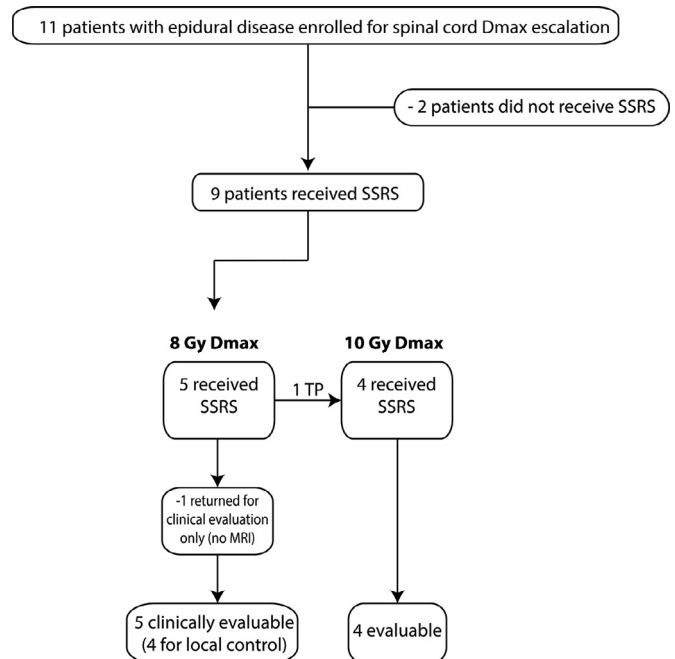 11 patients with epidural disease enrolled for spinal cord Dmax escalation
- 2 patients did not receive SSRS
9 patients received SSRS
8 Gy Dmax
10 Gy Dmax
5 received
SSRS
1 TP
4 received
SSRS
-1 returned for
clinical evaluation
only (no MRI)
5 clinically evaluable
(4 for local control)
4 evaluable